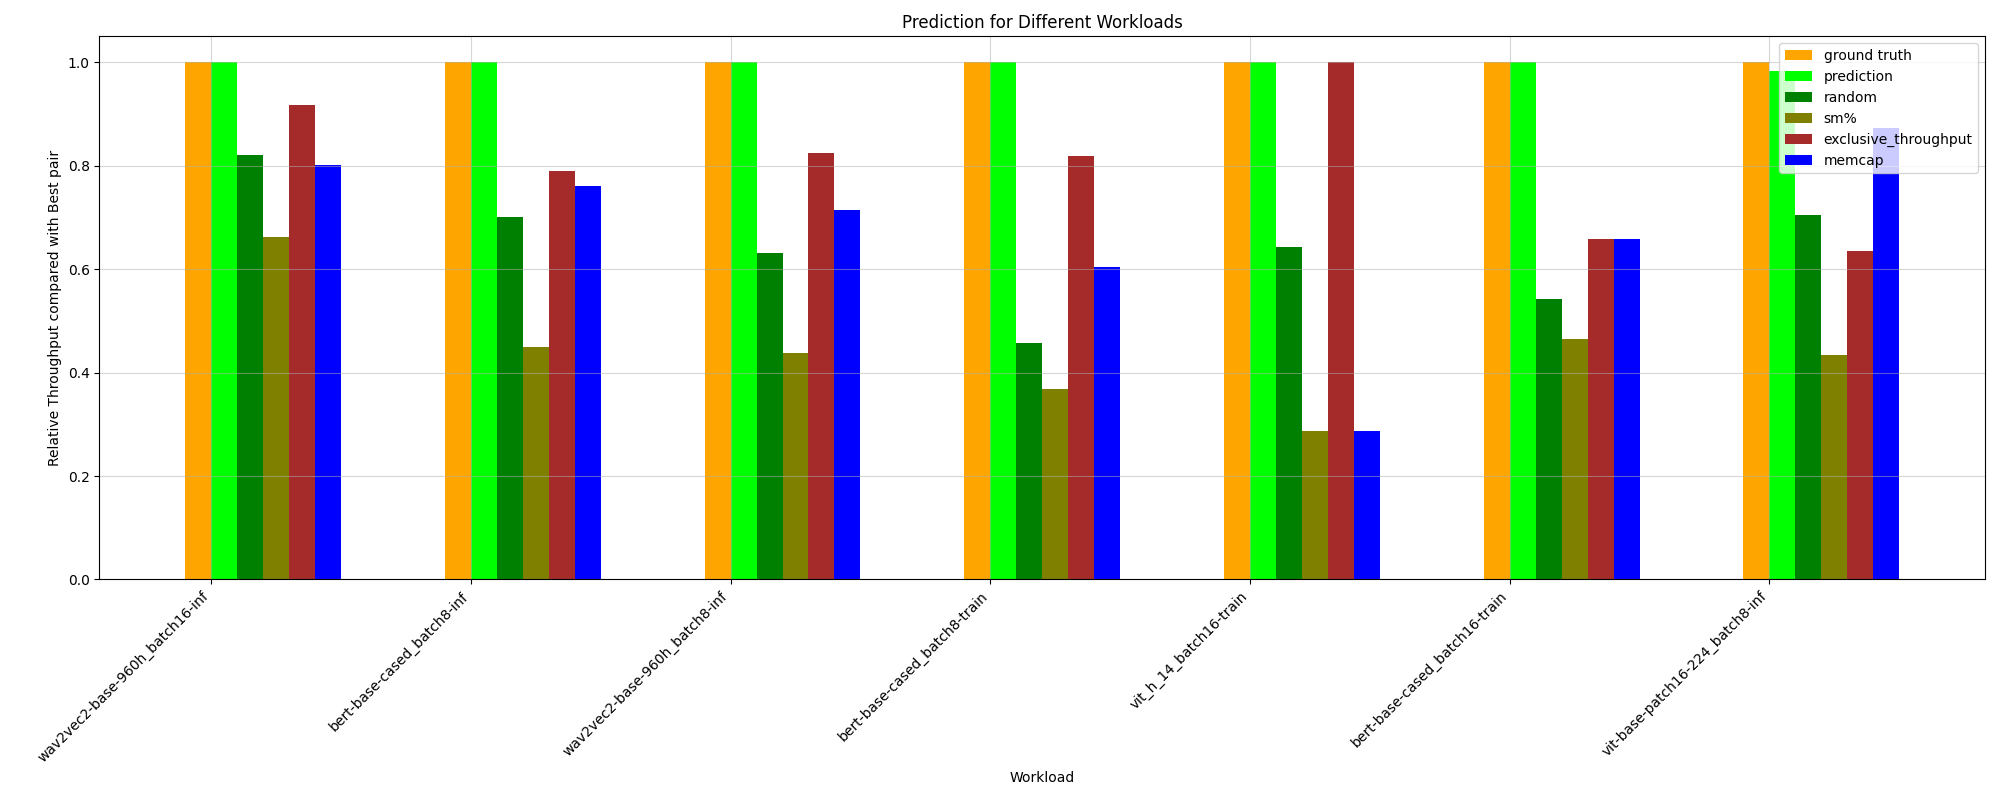 Prediction for Different Workloads
Relative Throughput compared with Best pair
1.0
0.8
0.6
0.4
0.2
0.0
ground truth
prediction
random
sm%
exclusive_throughput
memcap
wav2vec2-base-960h_batch16-inf
bert-base-cased_batch8-inf
wav2vec2-base-960h_batch8-inf
bert-base-cased_batch8-train
vit_h_14_batch16-train
bert-base-cased_batch16-train
vit-base-patch16-224_batch8-inf
Workload